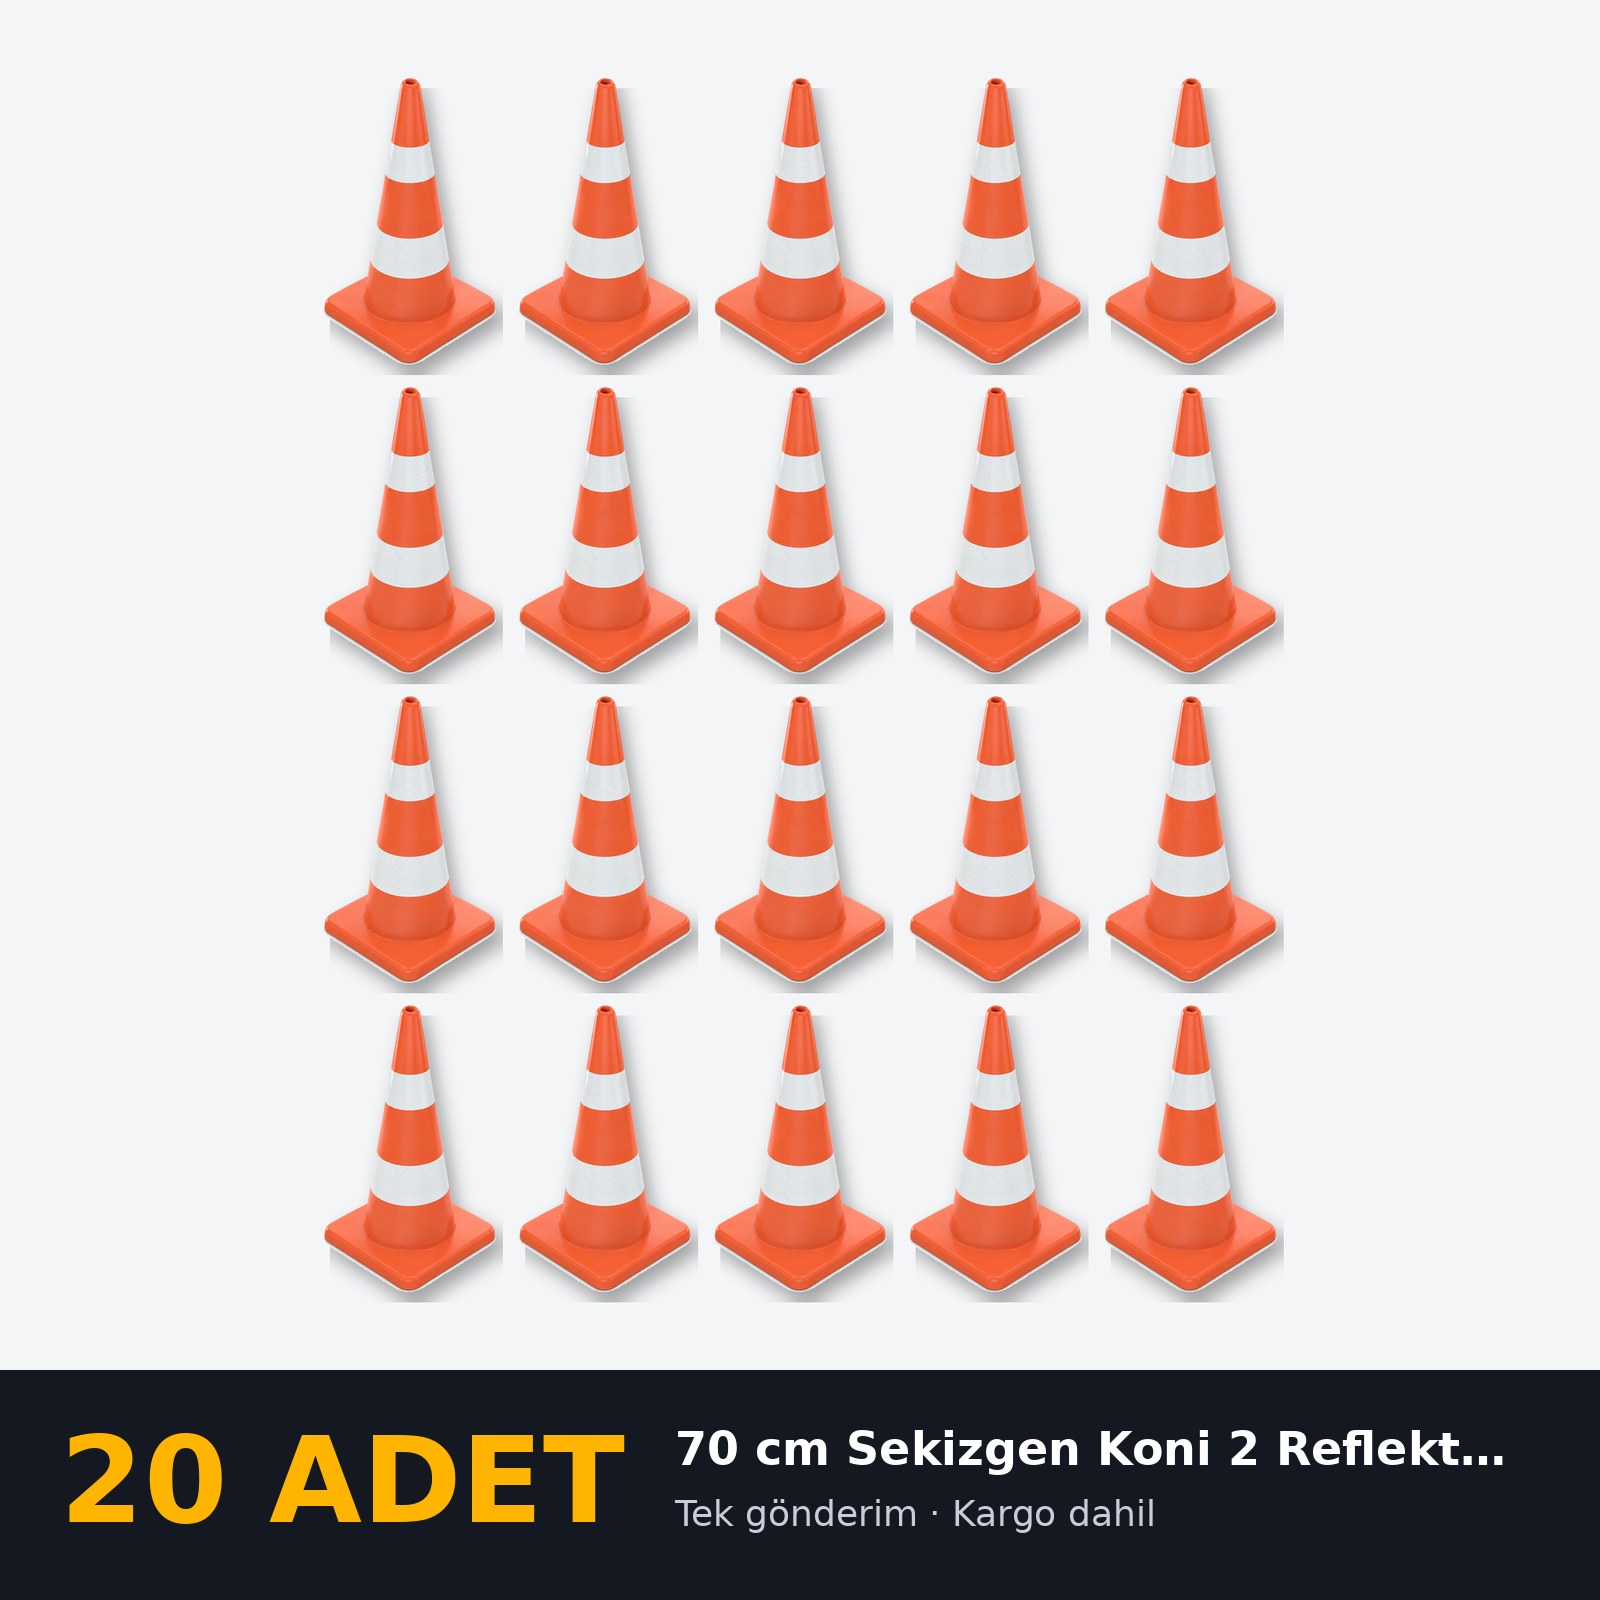 20 ADET
70 cm Sekizgen Koni 2 Reflekt…
Tek gönderim · Kargo dahil